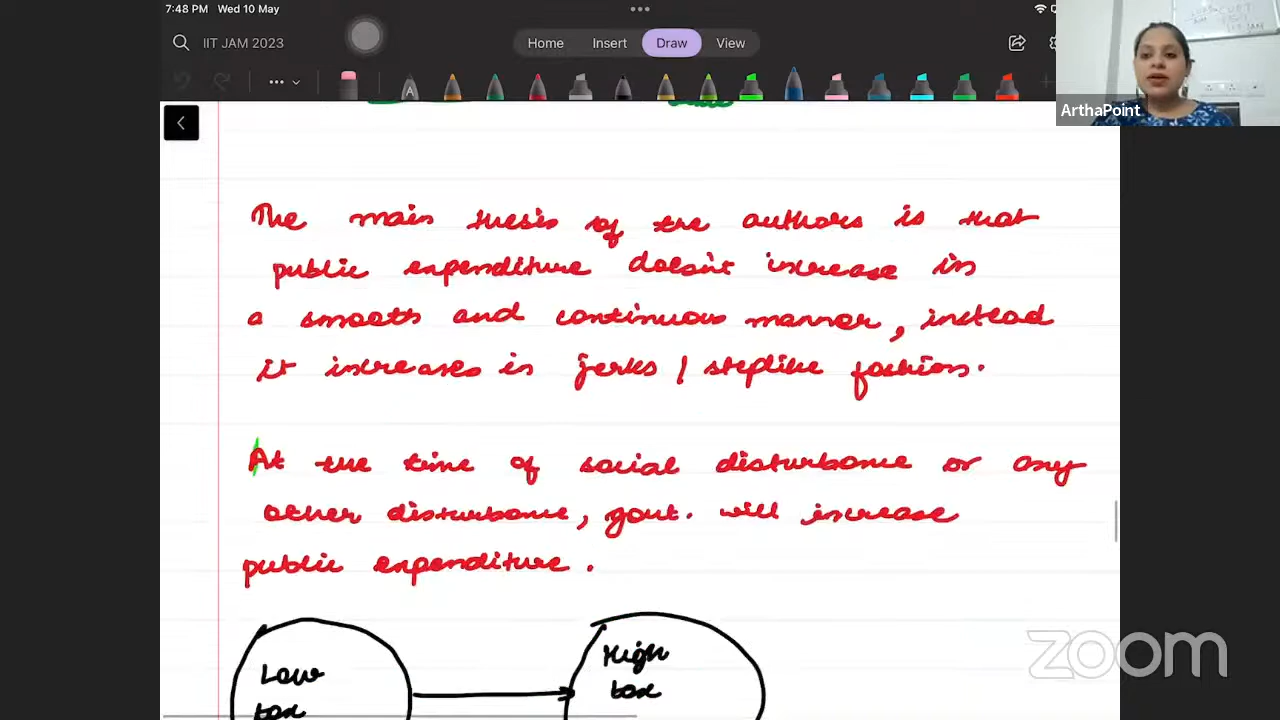 7:48 PM Wed 10 May
IIT JAM 2023
Home Insert Draw View
A
ArthaPoint
The main thesis of the authors is that
public expenditure doesn't increase in
a smooth and continuous manner, instead
it increases in jerks / steplike fashion.
At the time of social disturbance or any
other disturbance, govt. will increase
public expenditure.
Low
tax
High
tax
zoom